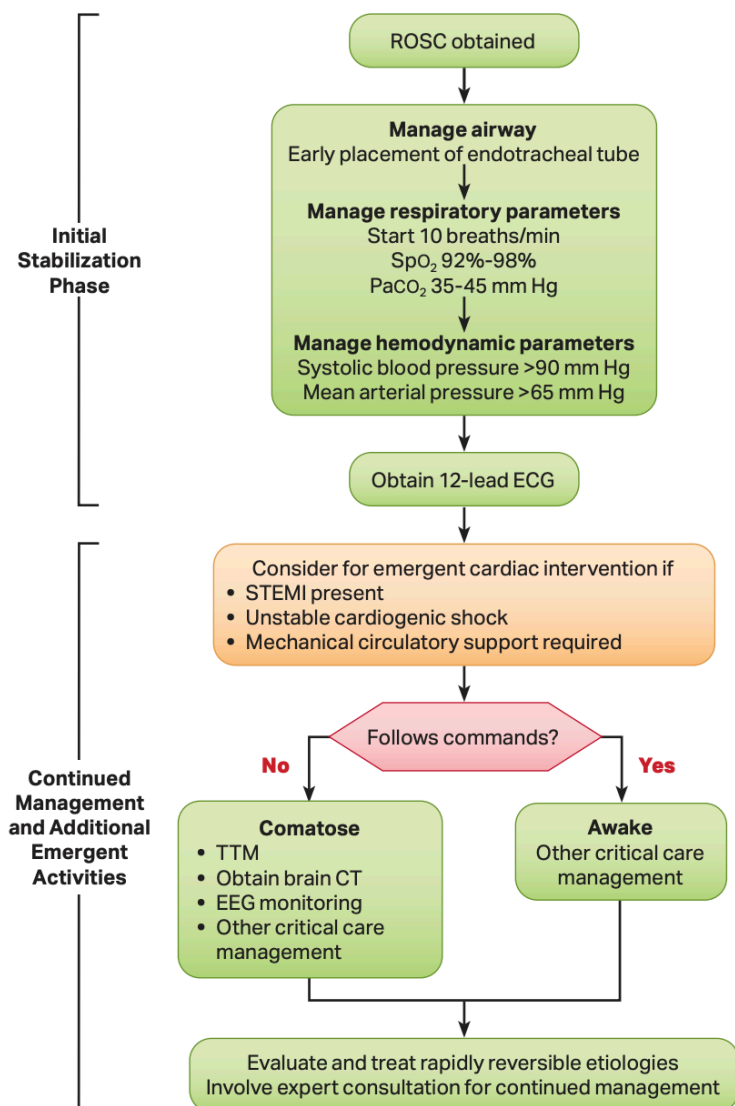 ROSC obtained
Manage airway
Early placement of endotracheal tube
Manage respiratory parameters
Start 10 breaths/min
SpO₂ 92%-98%
PaCO₂ 35-45 mm Hg
Manage hemodynamic parameters
Systolic blood pressure >90 mm Hg
Mean arterial pressure >65 mm Hg
Initial
Stabilization
Phase
Obtain 12-lead ECG
Consider for emergent cardiac intervention if
• STEMI present
• Unstable cardiogenic shock
• Mechanical circulatory support required
Follows commands?
No
Yes
Continued
Management
and Additional
Emergent
Activities
Comatose
• TTM
• Obtain brain CT
• EEG monitoring
• Other critical care
management
Awake
Other critical care
management
Evaluate and treat rapidly reversible etiologies
Involve expert consultation for continued management